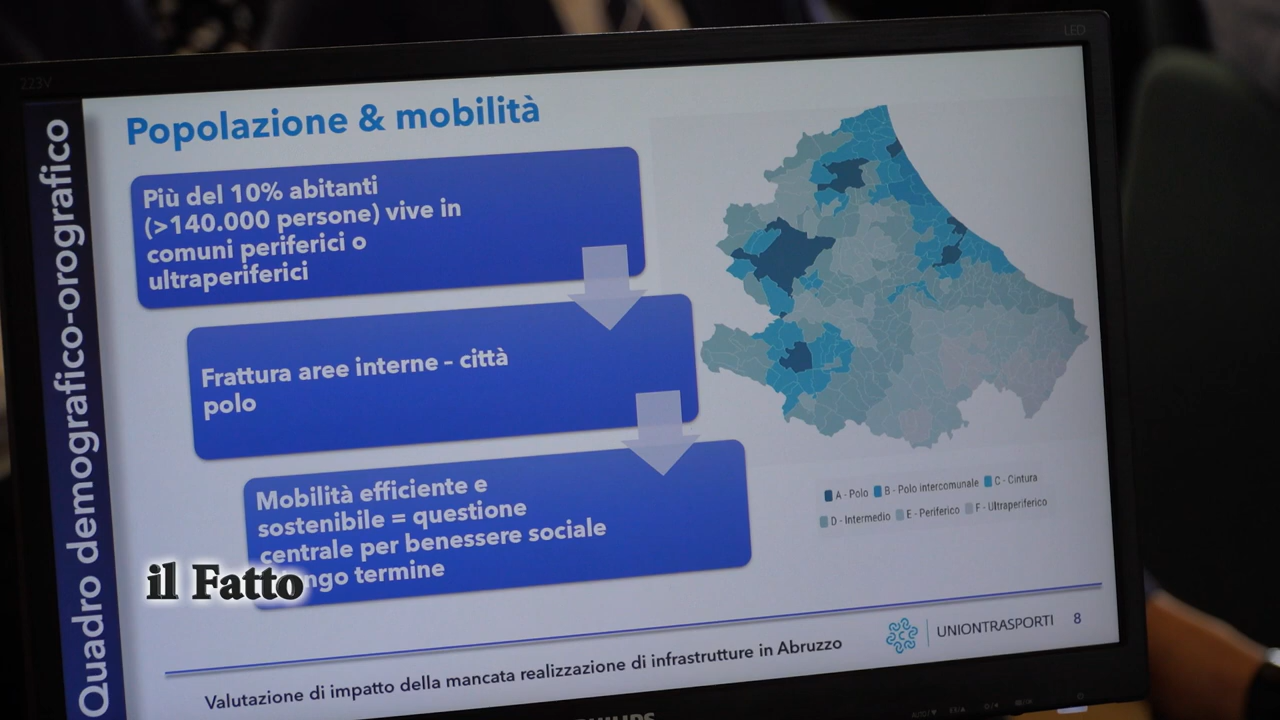 223V
LED
Quadro demografico-orografico
Popolazione & mobilità
Più del 10% abitanti
(>140.000 persone) vive in
comuni periferici o
ultraperiferici
Frattura aree interne – città
polo
Mobilità efficiente e
sostenibile = questione
centrale per benessere sociale
ngo termine
il Fatto
A - Polo B - Polo intercomunale C - Cintura
D - Intermedio E - Periferico F - Ultraperiferico
UNIONTRASPORTI 8
Valutazione di impatto della mancata realizzazione di infrastrutture in Abruzzo
PHILIPS